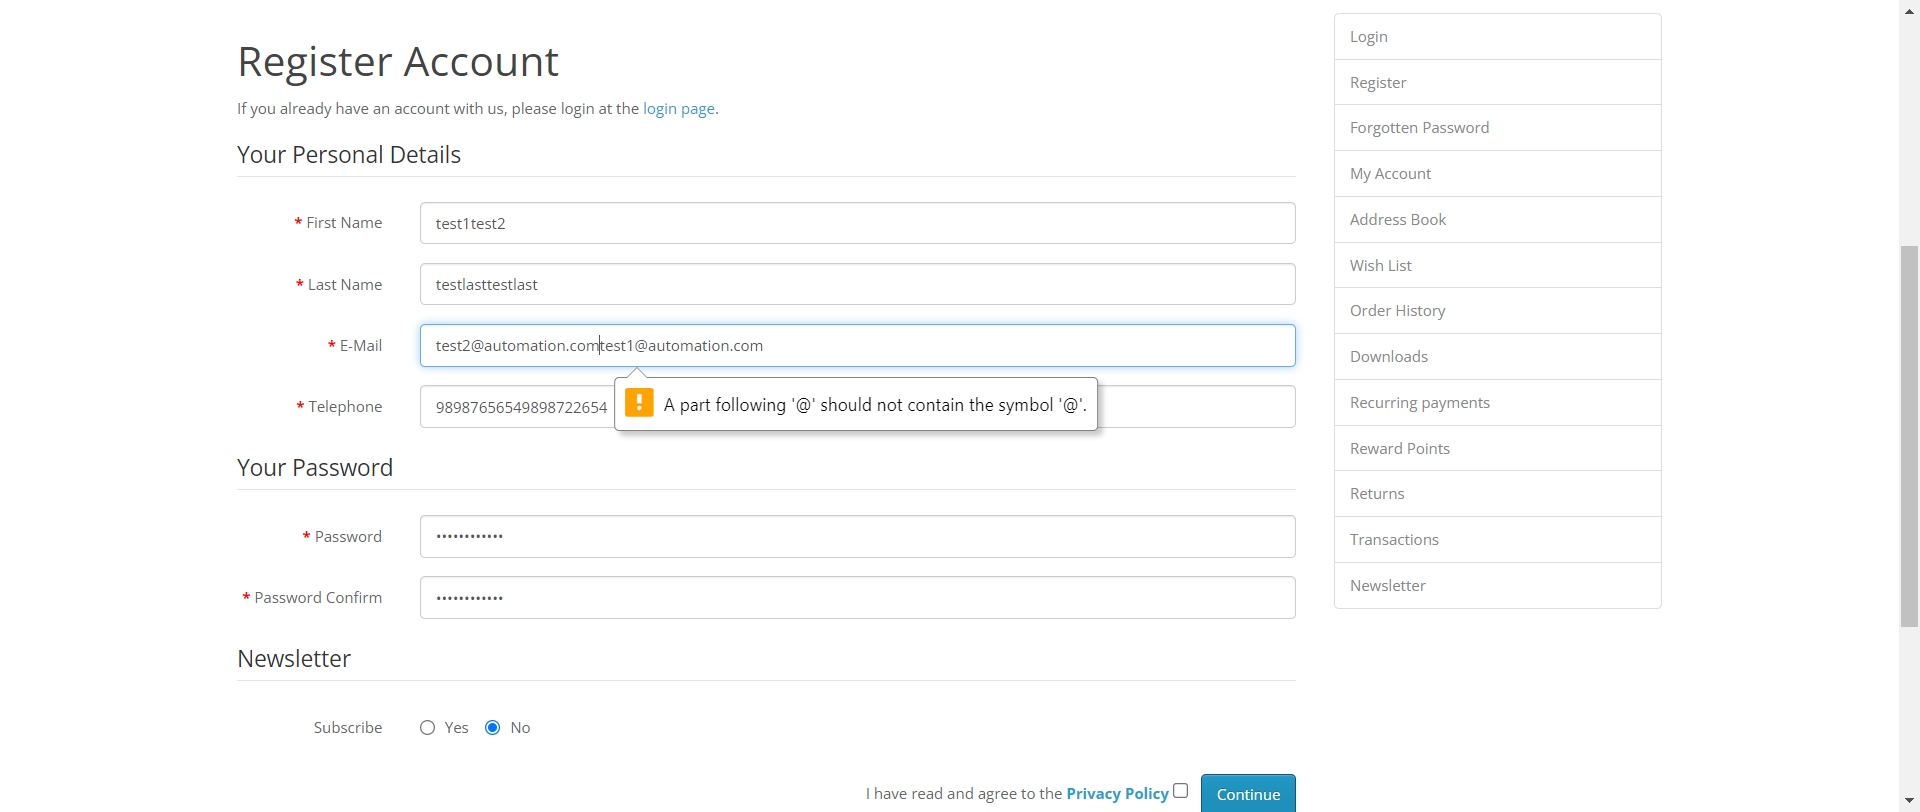 Register Account
If you already have an account with us, please login at the login page.
Your Personal Details
* First Name
test1test2
* Last Name
testlasttestlast
* E-Mail
test2@automation.comtest1@automation.com
* Telephone
98987656549898722654
! A part following '@' should not contain the symbol '@'.
Your Password
* Password
••••••••••••
* Password Confirm
••••••••••••
Newsletter
Subscribe
Yes
No
I have read and agree to the Privacy Policy
Continue
Login
Register
Forgotten Password
My Account
Address Book
Wish List
Order History
Downloads
Recurring payments
Reward Points
Returns
Transactions
Newsletter